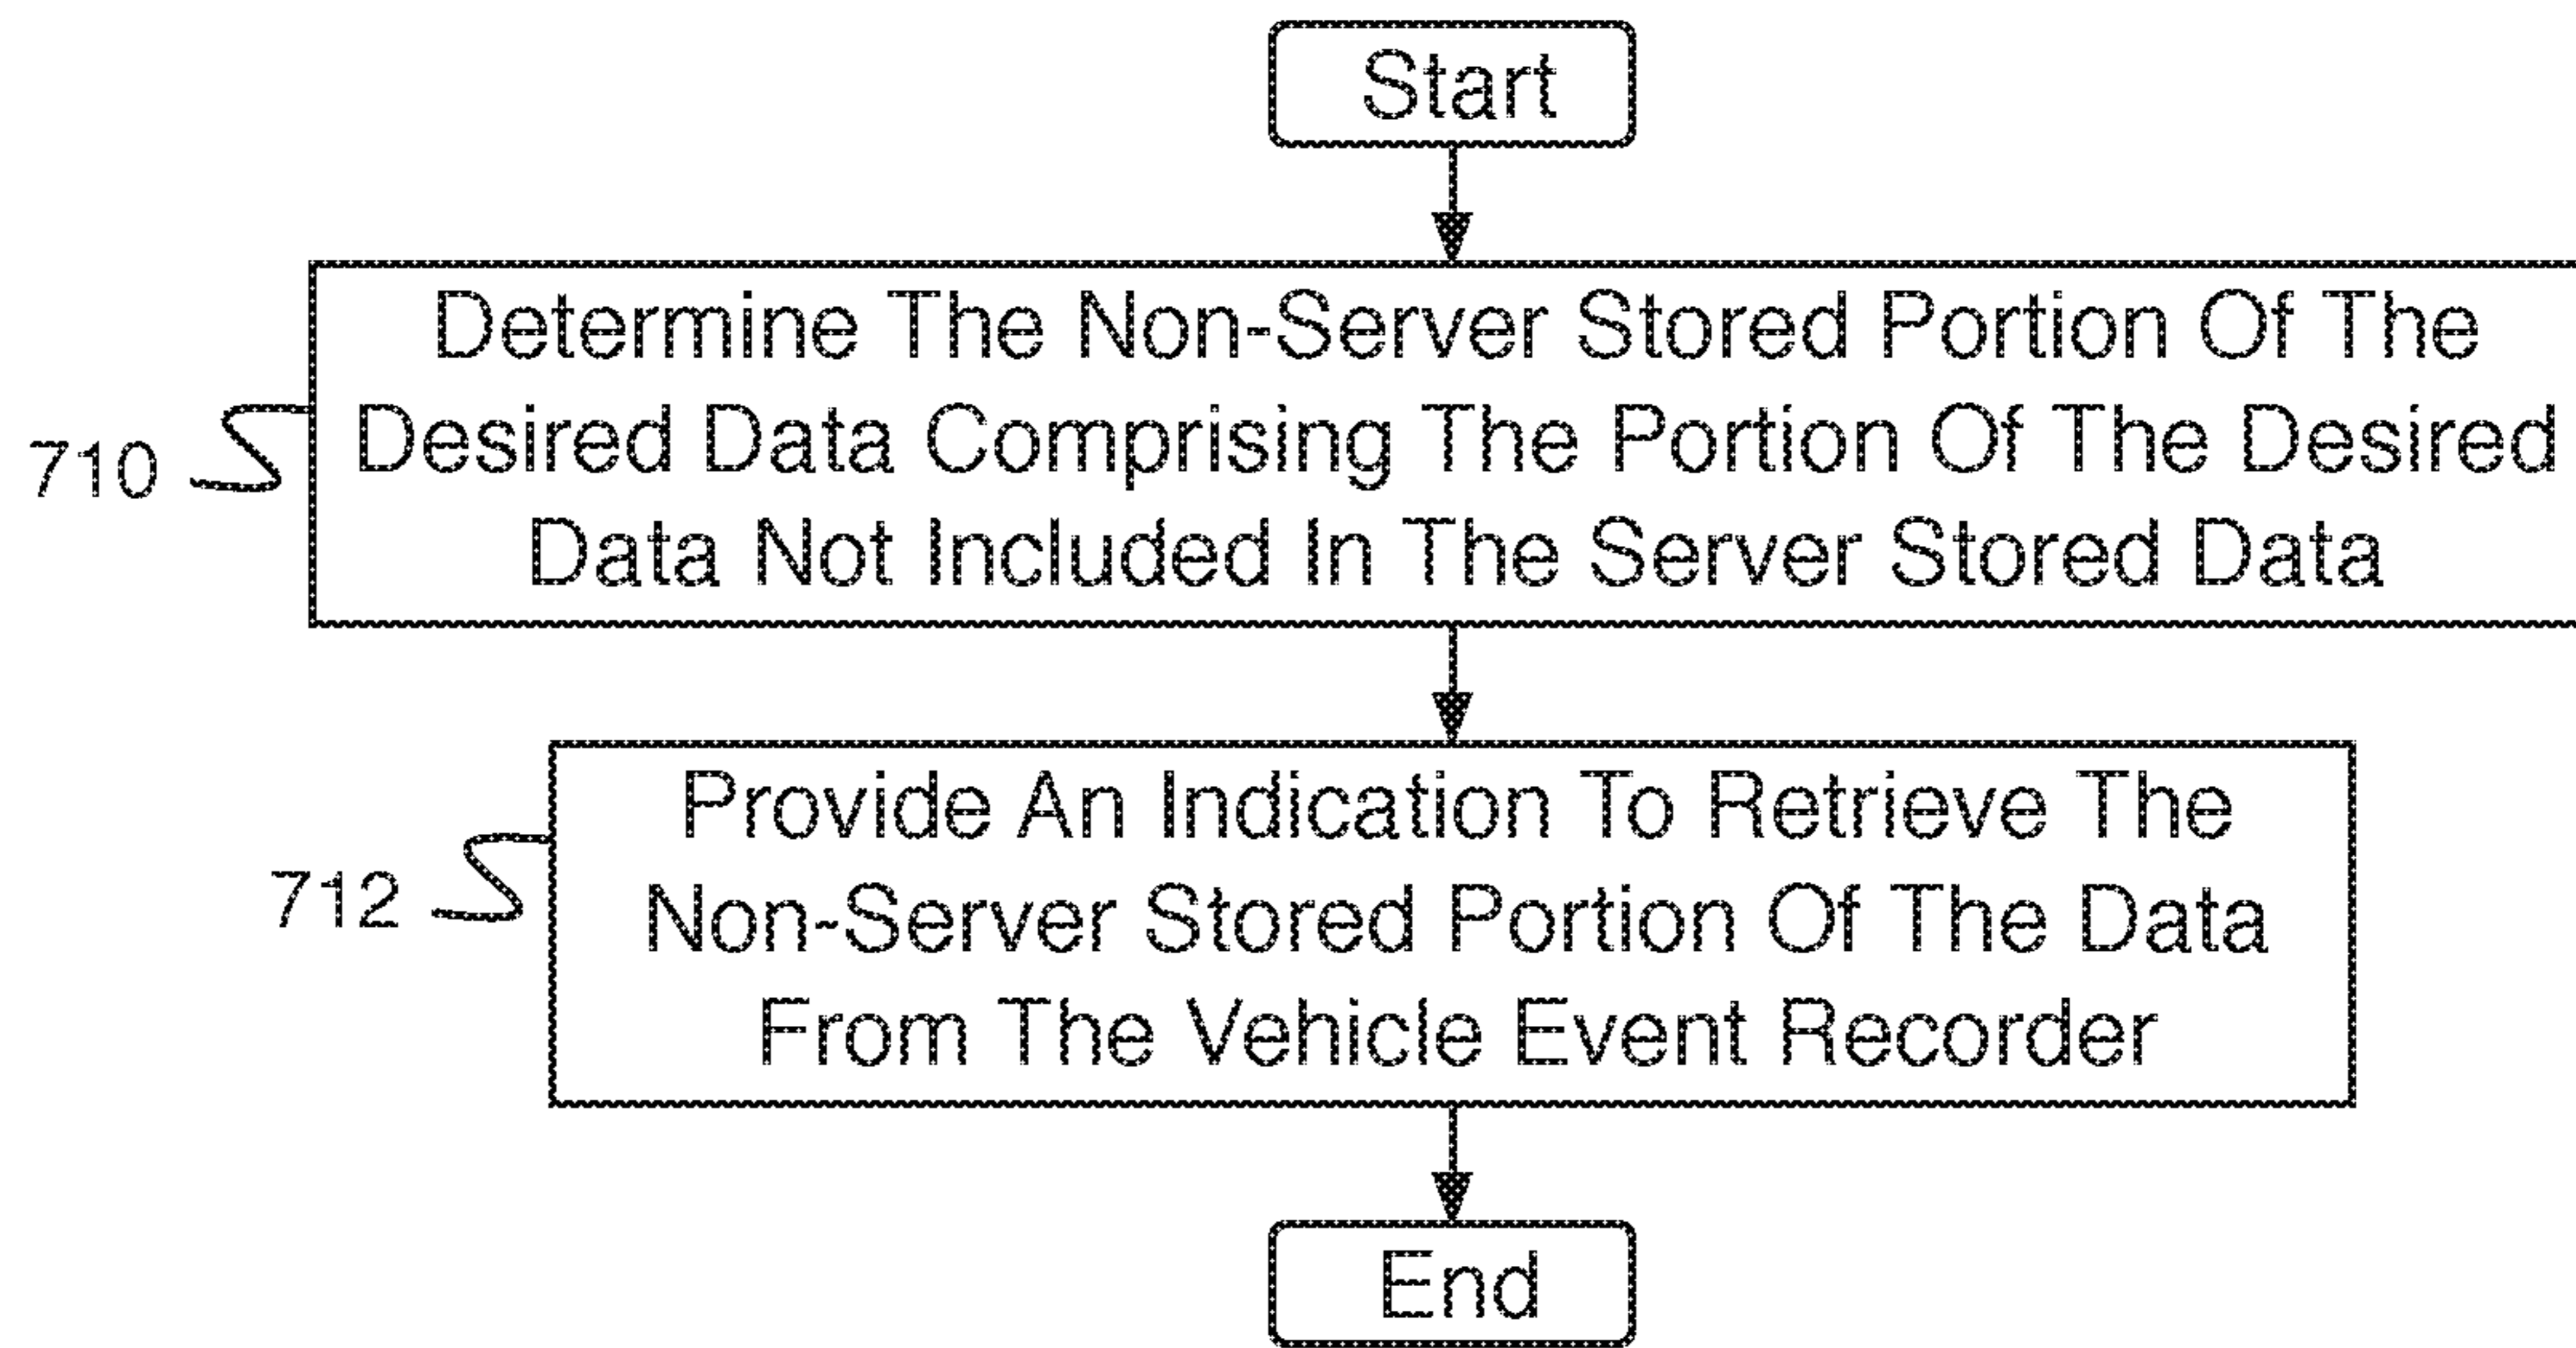 Start
Determine The Non-Server Stored Portion Of The
Desired Data Comprising The Portion Of The Desired
Data Not Included In The Server Stored Data
710
Provide An Indication To Retrieve The
Non-Server Stored Portion Of The Data
From The Vehicle Event Recorder
712
End